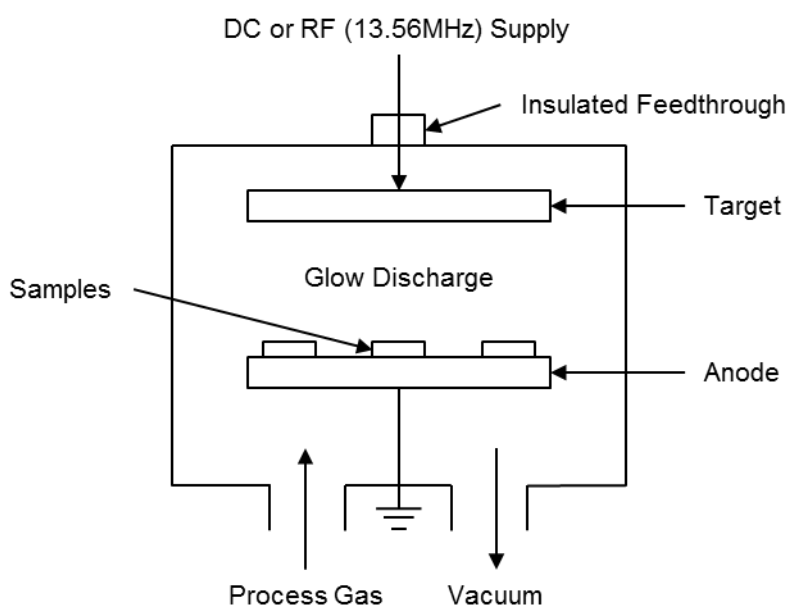 DC or RF (13.56MHz) Supply
Insulated Feedthrough
Target
Glow Discharge
Samples
Anode
Process Gas
Vacuum